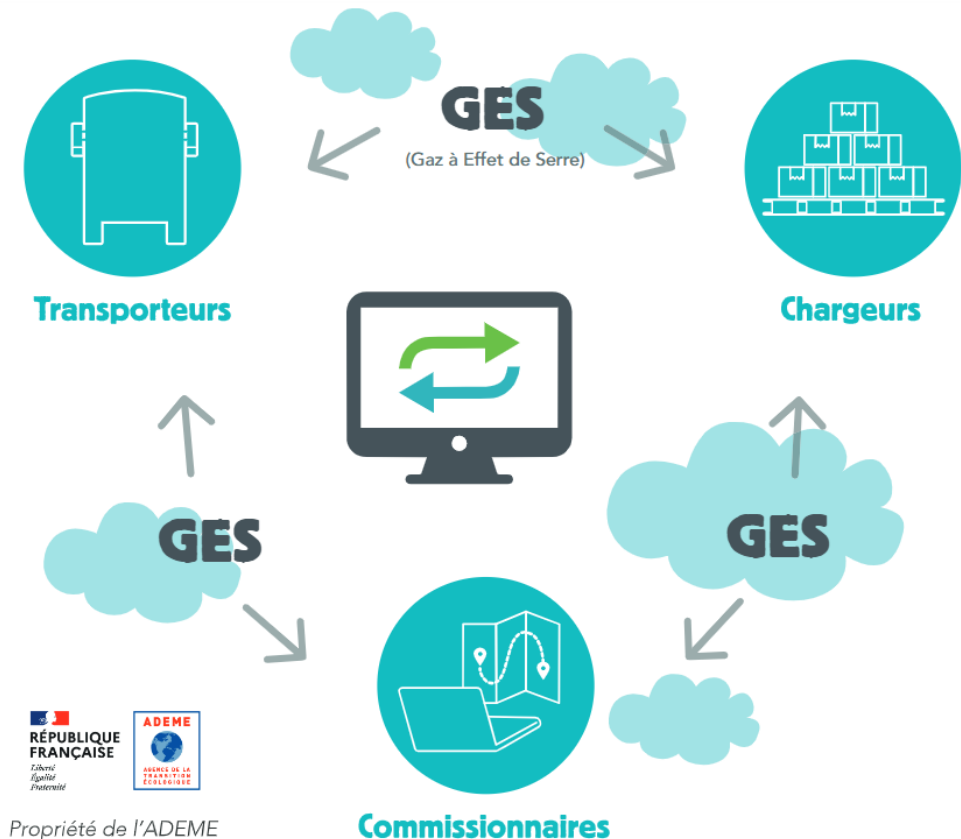 GES
(Gaz à Effet de Serre)
Transporteurs
Chargeurs
GES
GES
RÉPUBLIQUE
FRANÇAISE
Liberté
Égalité
Fraternité
ADEME
AGENCE DE LA
TRANSITION
ÉCOLOGIQUE
Propriété de l'ADEME
Commissionnaires